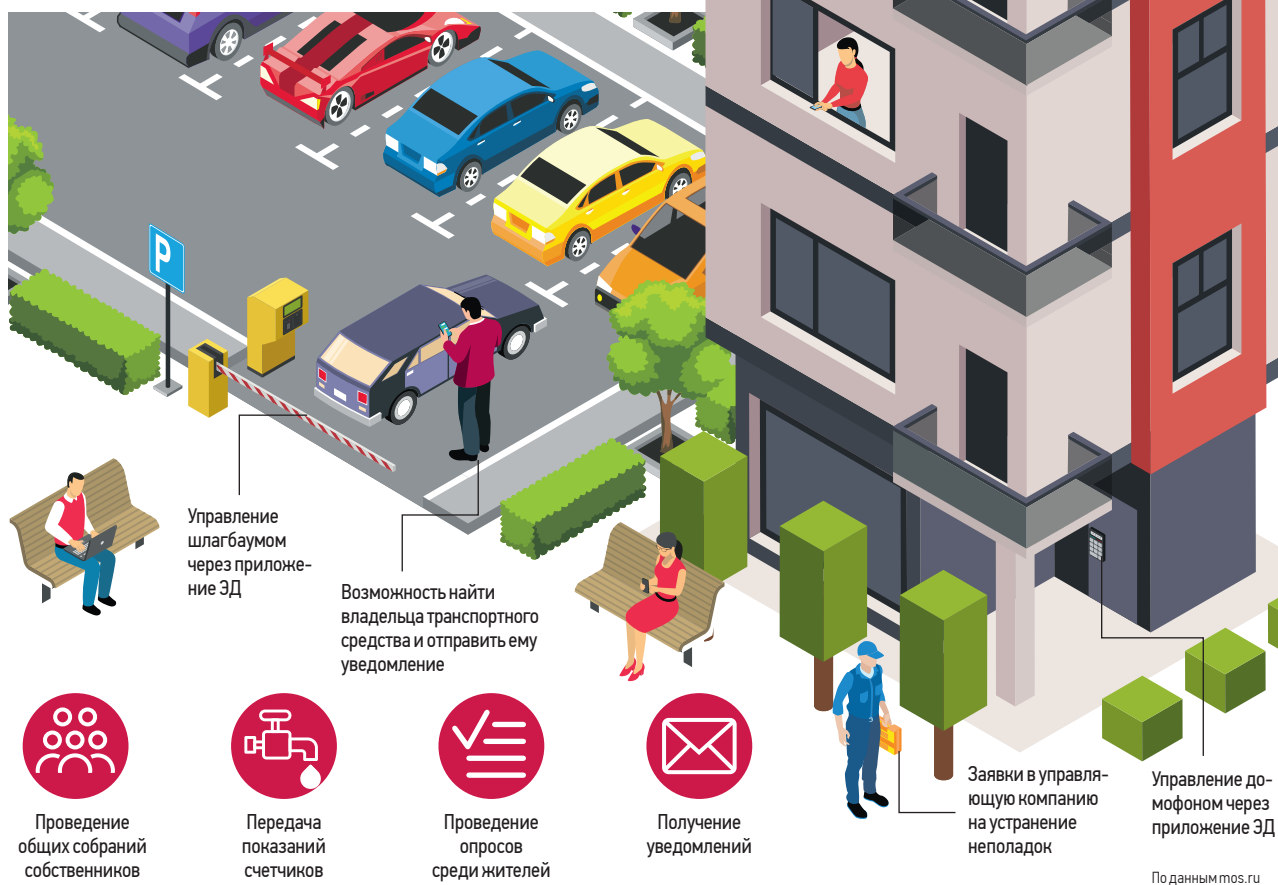 P
Управление
шлагбаумом
через приложе-
ние ЭД
Возможность найти
владельца транспортного
средства и отправить ему
уведомление
Проведение
общих собраний
собственников
Передача
показаний
счетчиков
Проведение
опросов
среди жителей
Получение
уведомлений
Заявки в управля-
ющую компанию
на устранение
неполадок
Управление до-
мофоном через
приложение ЭД
По данным mos.ru